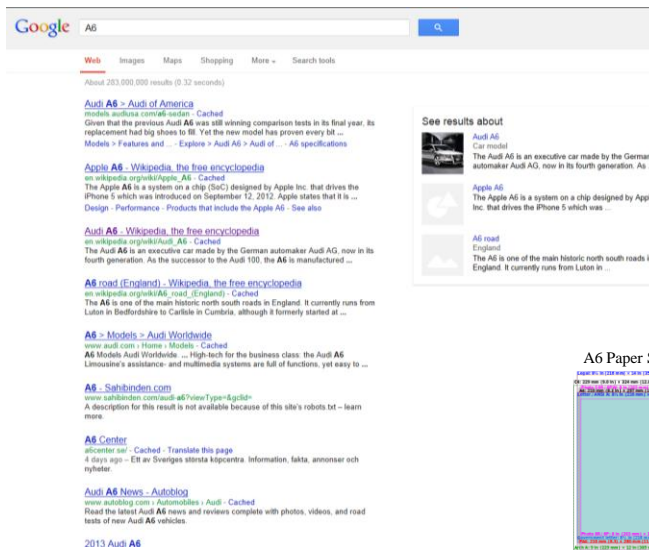 Google A6
Web Images Maps Shopping More Search tools
About 283,000,000 results (0.32 seconds)
Audi A6 > Audi of America
models.audiusa.com/a6-sedan - Cached
Given that the previous Audi A6 was still winning comparison tests in its final year, its
replacement had big shoes to fill. Yet the new model has proven every bit ...
Models > Features and ... - Explore > Audi A6 > Audi of ... - A6 specifications
Apple A6 - Wikipedia, the free encyclopedia
en.wikipedia.org/wiki/Apple_A6 - Cached
The Apple A6 is a system on a chip (SoC) designed by Apple Inc. that drives the
iPhone 5 which was introduced on September 12, 2012. Apple states that it is ...
Design - Performance - Products that include the Apple A6 - See also
Audi A6 - Wikipedia, the free encyclopedia
en.wikipedia.org/wiki/Audi_A6 - Cached
The Audi A6 is an executive car made by the German automaker Audi AG, now in its
fourth generation. As the successor to the Audi 100, the A6 is manufactured ...
A6 road (England) - Wikipedia, the free encyclopedia
en.wikipedia.org/wiki/A6_road_(England) - Cached
The A6 is one of the main historic north south roads in England. It currently runs from
Luton in Bedfordshire to Carlisle in Cumbria, although it formerly started at ...
A6 > Models > Audi Worldwide
www.audi.com › Home › Models - Cached
A6 Models Audi Worldwide. ... High-tech for the business class: the Audi A6
Limousine's assistance- and multimedia systems are full of functions, yet easy to ...
A6 - Sahibinden.com
www.sahibinden.com/audi-a6?viewType=&gclid=
A description for this result is not available because of this site's robots.txt – learn
more.
A6 Center
a6center.se/ - Cached - Translate this page
4 days ago – Ett av Sveriges största köpcentra. Information, fakta, annonser och
nyheter.
Audi A6 News - Autoblog
www.autoblog.com › Automobiles › Audi - Cached
Read the latest Audi A6 news and reviews complete with photos, videos, and road
tests of new Audi A6 vehicles.
2013 Audi A6
See results about
Audi A6
Car model
The Audi A6 is an executive car made by the German
automaker Audi AG, now in its fourth generation. As
Apple A6
The Apple A6 is a system on a chip designed by App
Inc. that drives the iPhone 5 which was ...
A6 road
England
The A6 is one of the main historic north south roads i
England. It currently runs from Luton in ...
A6 Paper S